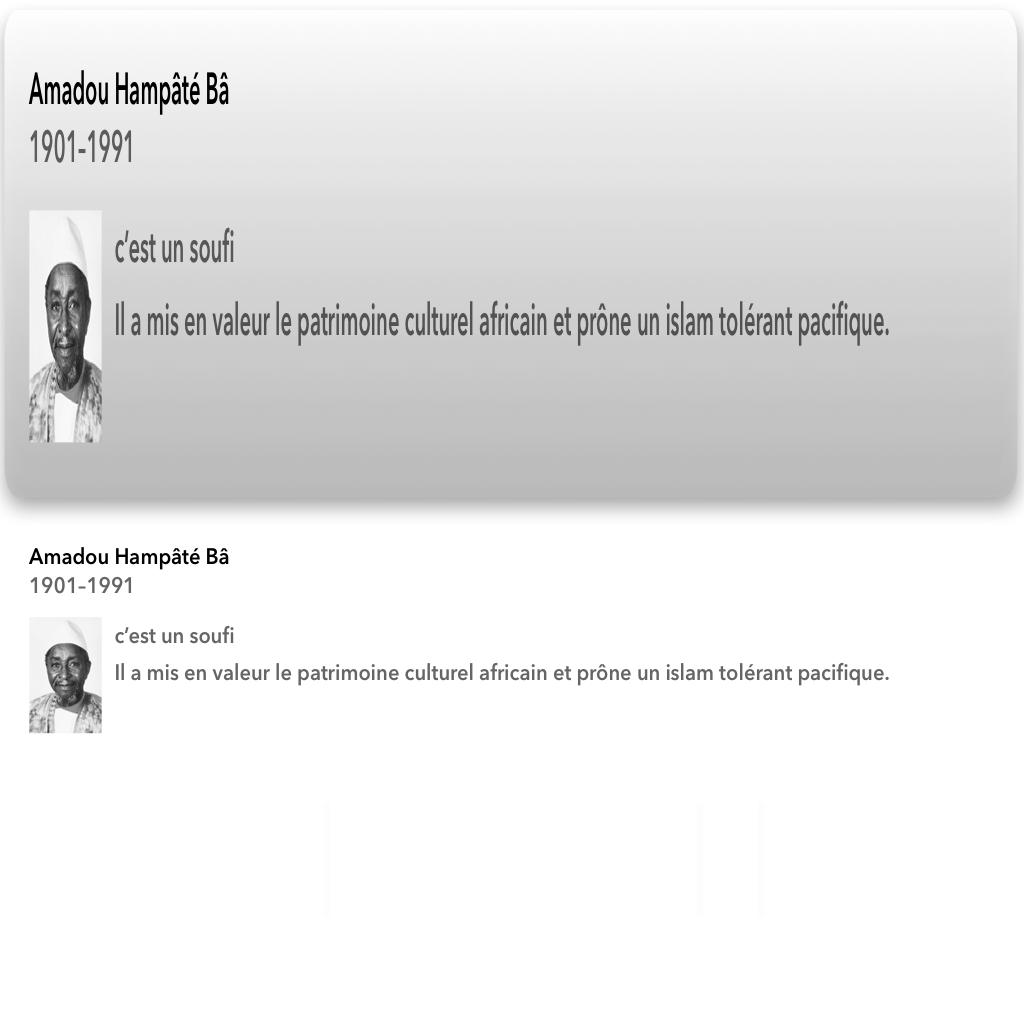 Amadou Hampâté Bâ
1901-1991
c’est un soufi
Il a mis en valeur le patrimoine culturel africain et prône un islam tolérant pacifique.
Amadou Hampâté Bâ
1901-1991
c’est un soufi
Il a mis en valeur le patrimoine culturel africain et prône un islam tolérant pacifique.